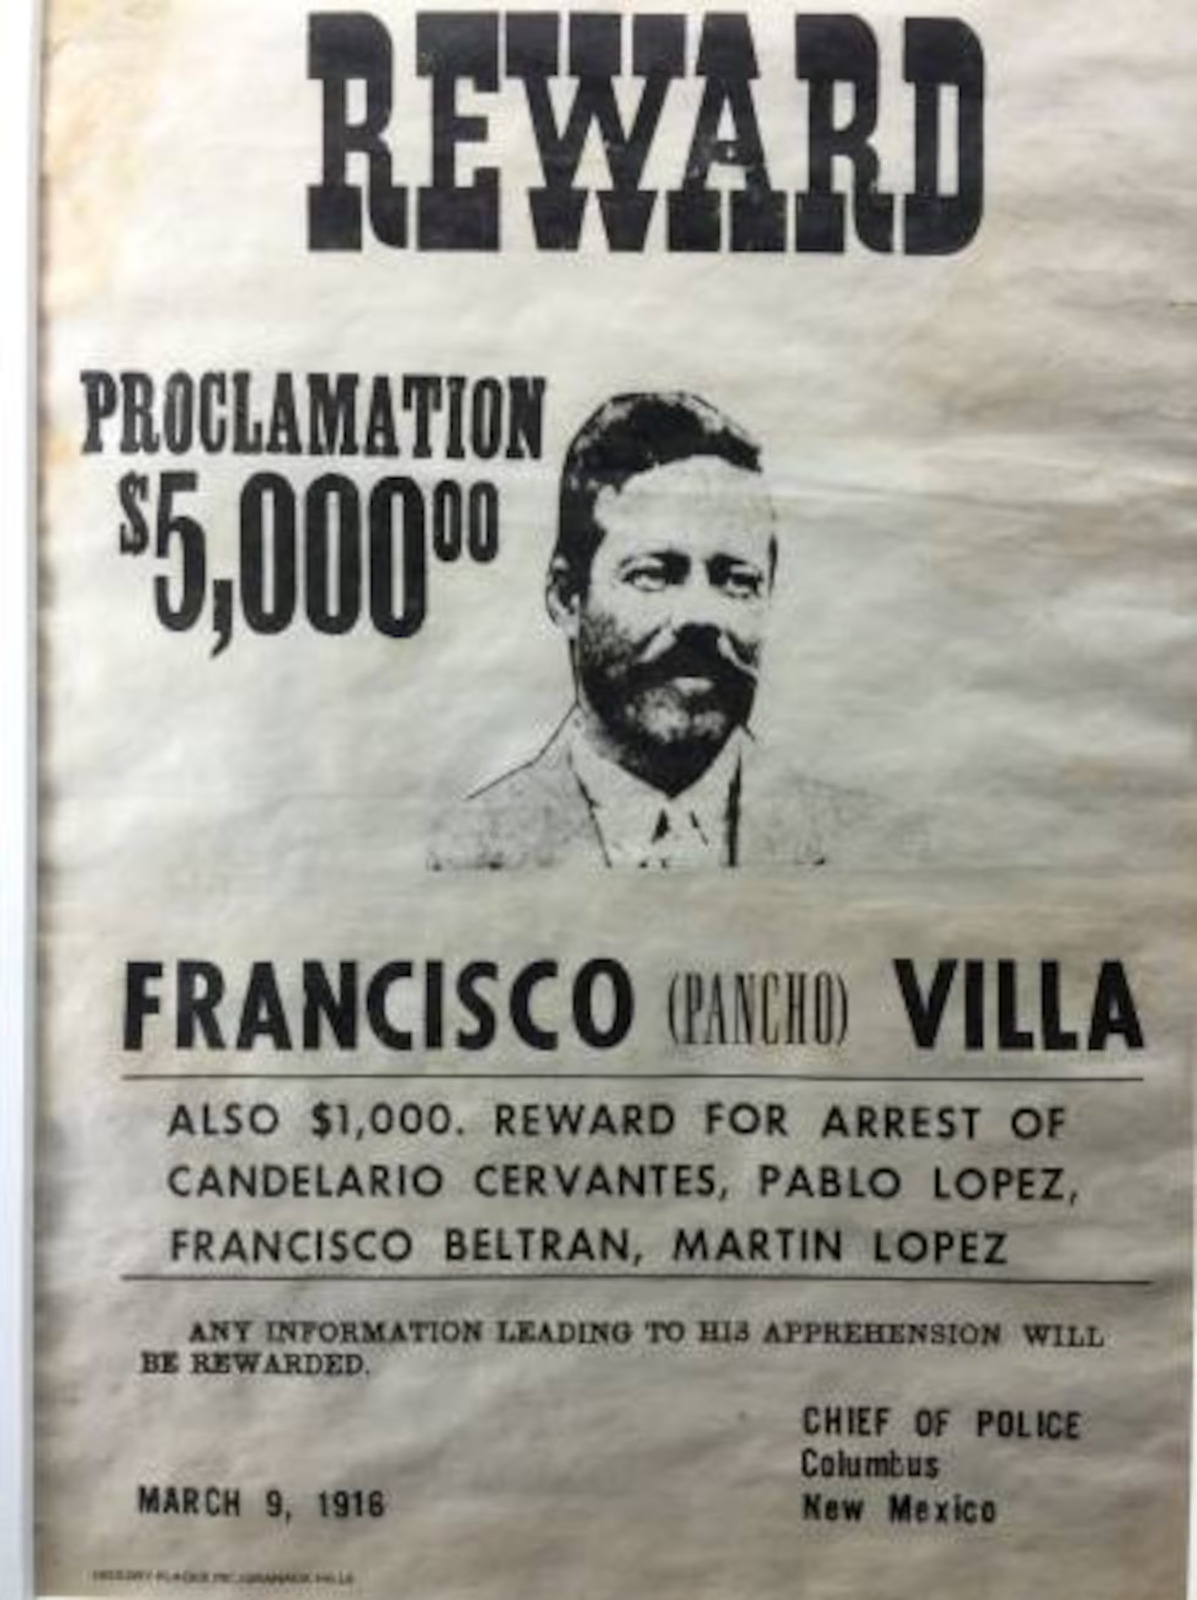 REWARD
PROCLAMATION
$5,000⁰⁰
FRANCISCO (PANCHO) VILLA
ALSO $1,000. REWARD FOR ARREST OF
CANDELARIO CERVANTES, PABLO LOPEZ,
FRANCISCO BELTRAN, MARTIN LOPEZ
ANY INFORMATION LEADING TO HIS APPREHENSION WILL
BE REWARDED.
CHIEF OF POLICE
Columbus
New Mexico
MARCH 9, 1916